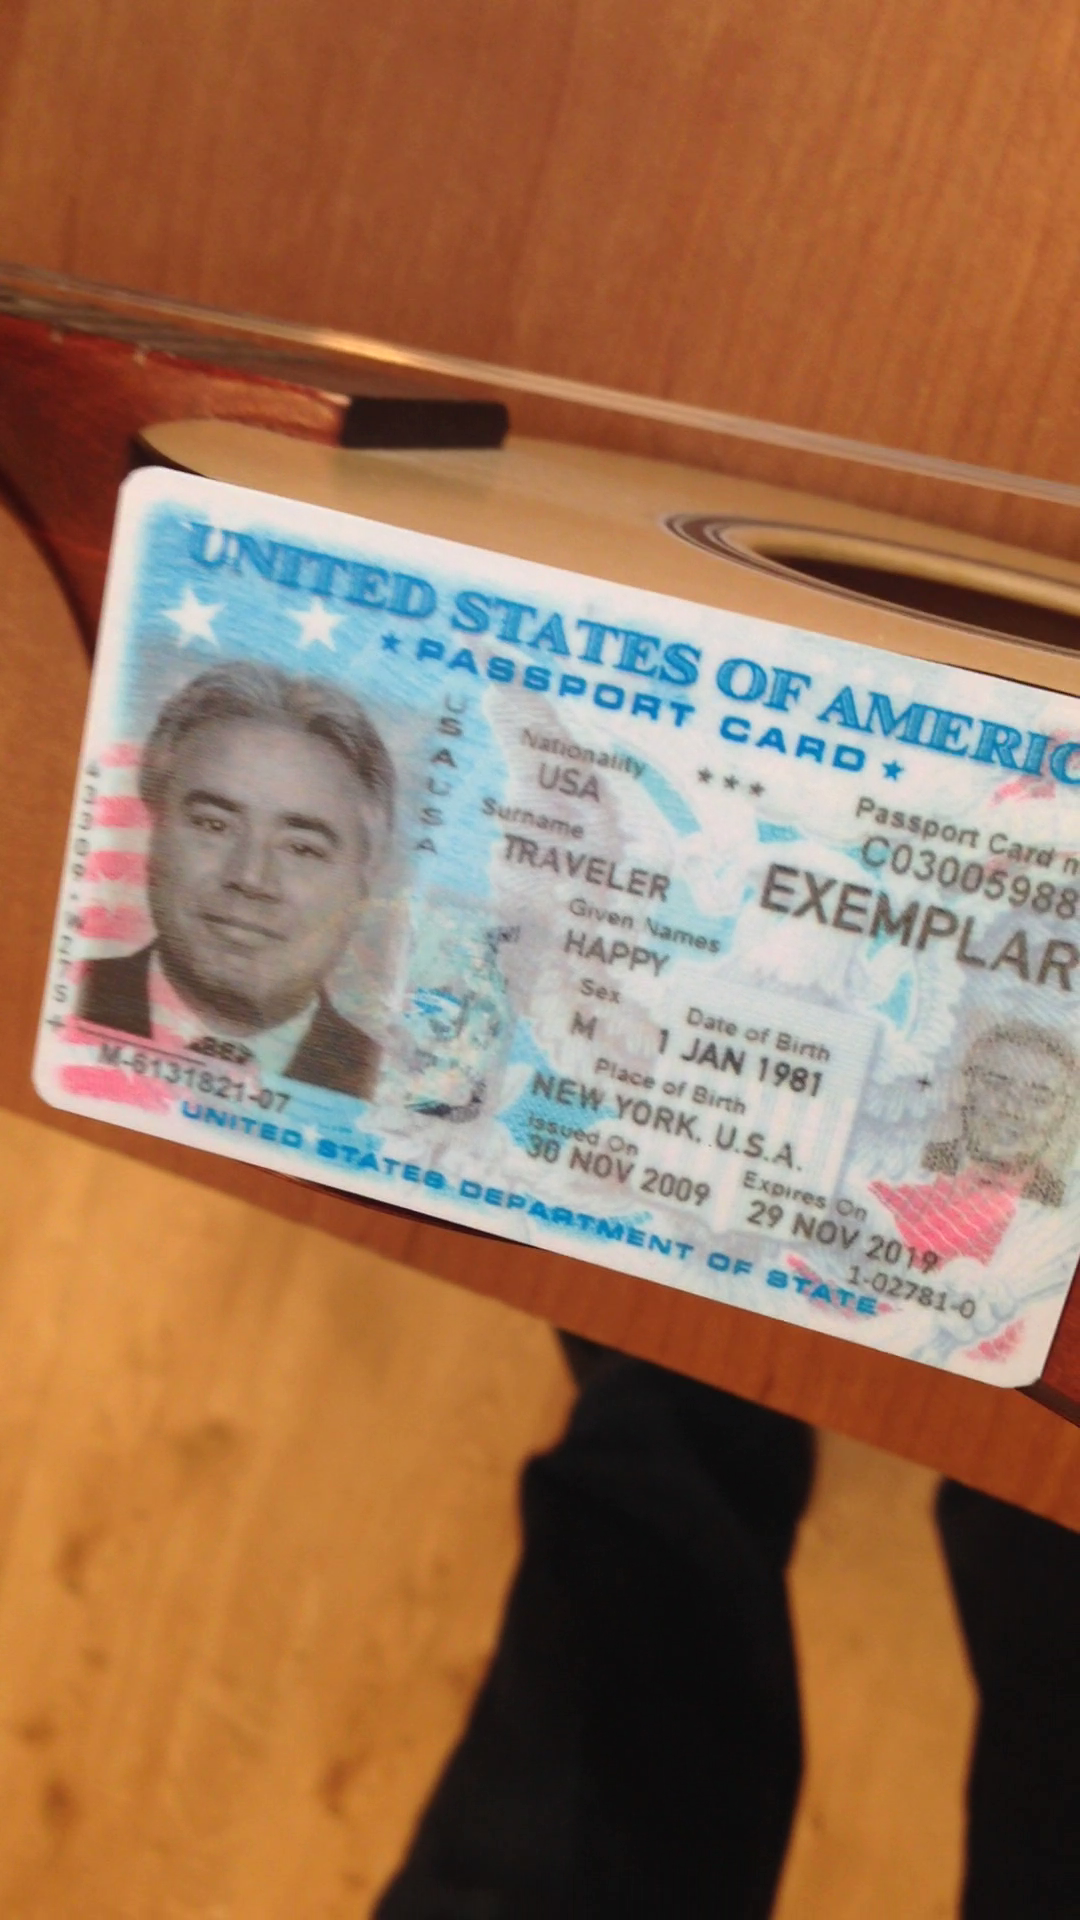 UNITED STATES OF AMERIC
★ PASSPORT CARD ★
USAUSA
Nationality
USA
***
Passport Card n
C03005988
Surname
TRAVELER
EXEMPLAR
Given Names
HAPPY
Sex
M
Date of Birth
1 JAN 1981
Place of Birth
NEW YORK, U.S.A.
Issued On
30 NOV 2009
Expires On
29 NOV 2019
1-02781-0
M-6131821-07
UNITED STATES DEPARTMENT OF STATE